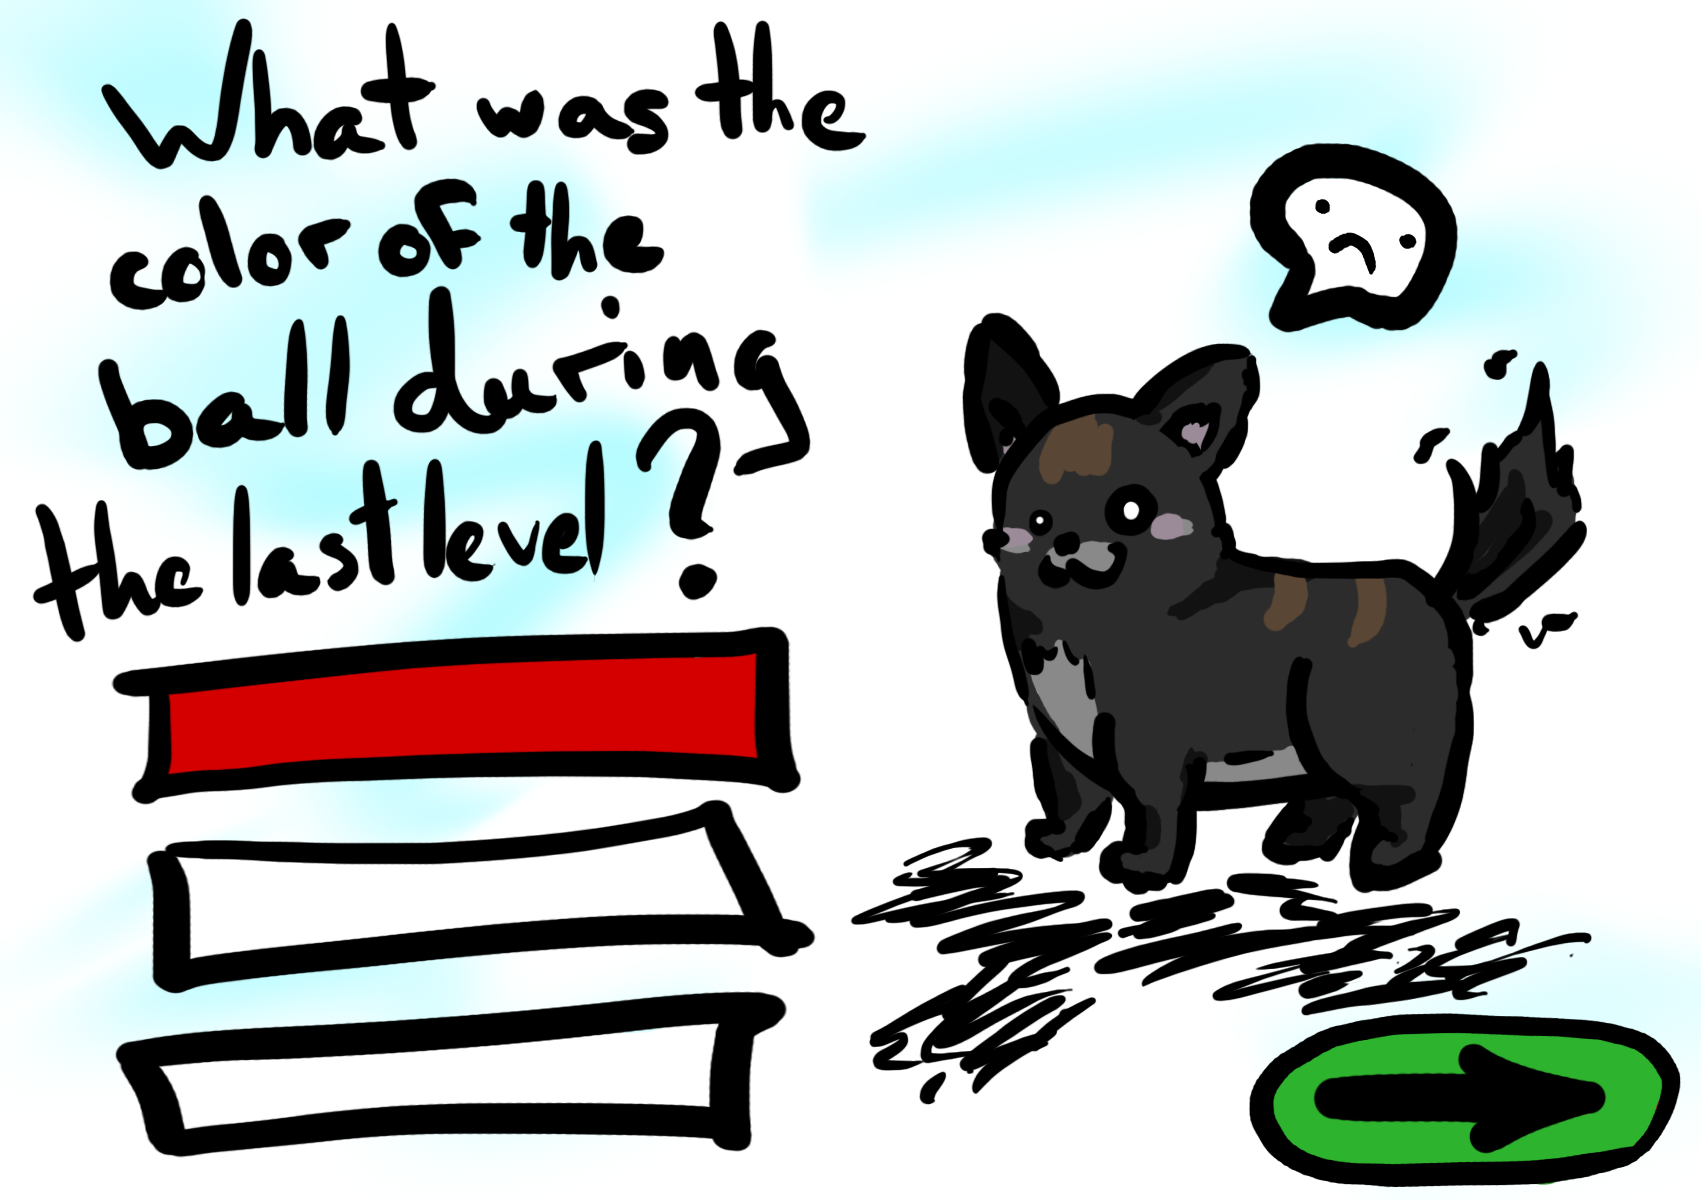 What was the
color of the
ball during
the last level?